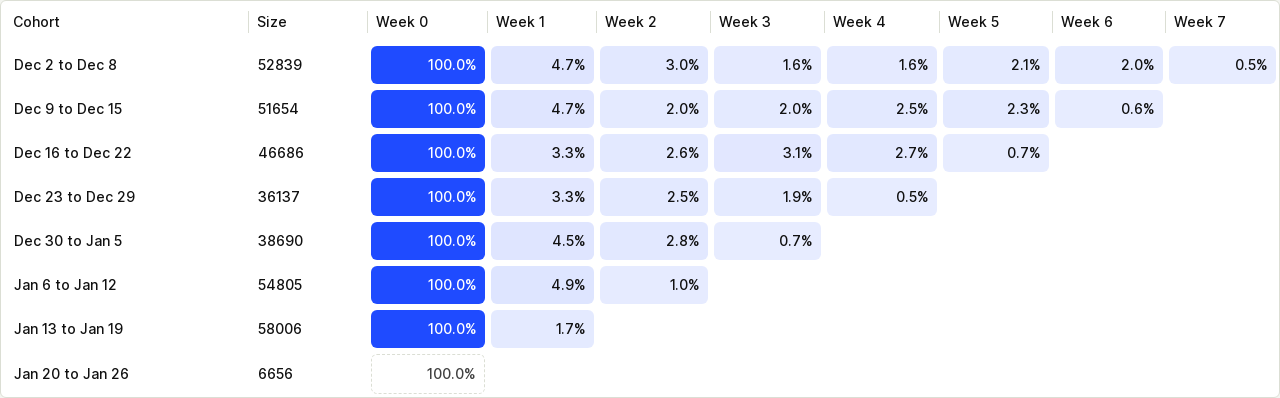 Cohort Size Week 0 Week 1 Week 2 Week 3 Week 4 Week 5 Week 6 Week 7
Dec 2 to Dec 8 52839 100.0% 4.7% 3.0% 1.6% 1.6% 2.1% 2.0% 0.5%
Dec 9 to Dec 15 51654 100.0% 4.7% 2.0% 2.0% 2.5% 2.3% 0.6%
Dec 16 to Dec 22 46686 100.0% 3.3% 2.6% 3.1% 2.7% 0.7%
Dec 23 to Dec 29 36137 100.0% 3.3% 2.5% 1.9% 0.5%
Dec 30 to Jan 5 38690 100.0% 4.5% 2.8% 0.7%
Jan 6 to Jan 12 54805 100.0% 4.9% 1.0%
Jan 13 to Jan 19 58006 100.0% 1.7%
Jan 20 to Jan 26 6656 100.0%